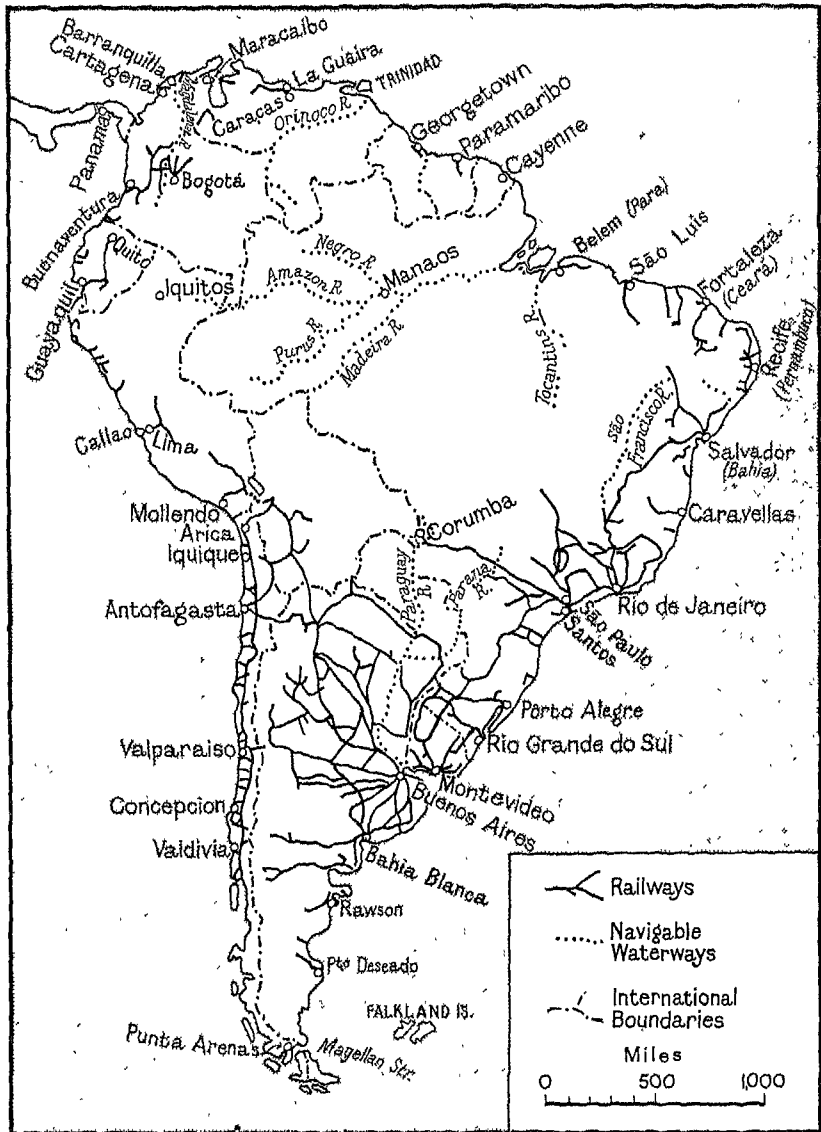 Barranquilla
Cartagena
Maracaibo
La Guaira
TRINIDAD
Caracas
Orinoco R.
Georgetown
Paramaribo
Cayenne
Panama
Bogotá
Buenaventura
Quito
Guayaquil
Iquitos
Negro R.
Amazon R.
Manaos
Purus R.
Madeira R.
Belem (Para)
São Luis
Fortaleza
(Ceará)
Tocantins R.
Recife
(Pernambuco)
São
Francisco R.
Salvador
(Bahia)
Callao
Lima
Mollendo
Arica
Iquique
Corumba
Caravellas
Antofagasta
Paraguay
R.
R.
Rio de Janeiro
São Paulo
Santos
Porto Alegre
Rio Grande do Sul
Valparaiso
Montevideo
Buenos Aires
Concepcion
Valdivia
Bahia Blanca
Rawson
Pto Deseado
FALKLAND IS.
Punta Arenas
Magellan Str.
Railways
Navigable
Waterways
International
Boundaries
Miles
0 500 1,000